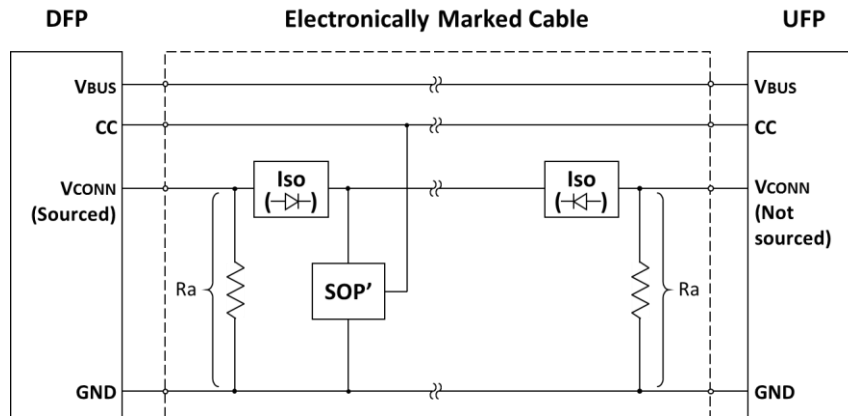 DFP
Electronically Marked Cable
UFP
VBUS
VBUS
CC
CC
VCONN
(Sourced)
Iso
Iso
VCONN
(Not
sourced)
Ra
SOP’
Ra
GND
GND